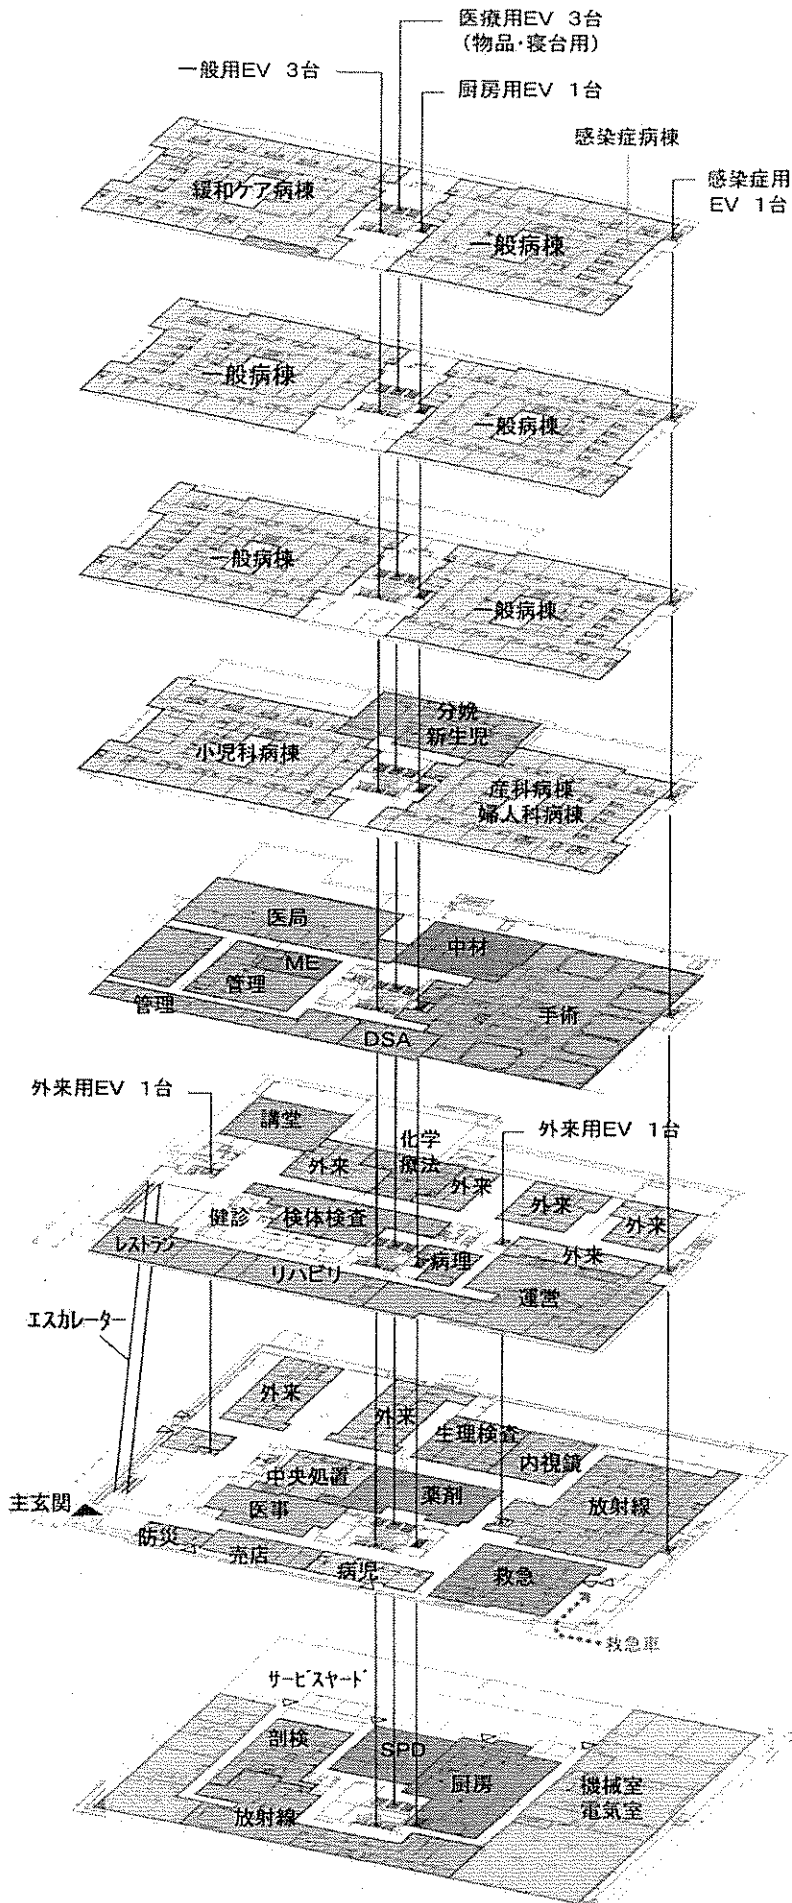 医療用EV 3台
(物品・寝台用)
一般用EV 3台
厨房用EV 1台
感染症病棟
感染症用
EV 1台
緩和ケア病棟
一般病棟
一般病棟
一般病棟
一般病棟
一般病棟
分娩
新生児
小児科病棟
産科病棟
婦人科病棟
医局
中材
ME
管理
管理
手術
DSA
外来用EV 1台
講堂
化学
療法
外来用EV 1台
外来
外来
外来
外来
健診
検体検査
外来
レストラン
病理
リハビリ
運営
エスカレーター
外来
外来
生理検査
内視鏡
中央処置
薬剤
放射線
主玄関
医事
防災
売店
病児
救急
救急車
サービスヤード
剖検
SPD
厨房
機械室
電気室
放射線